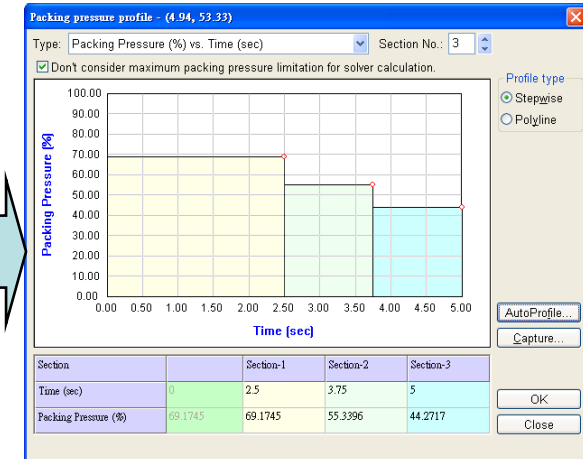 Packing pressure profile - (4.94, 53.33)
Type: Packing Pressure (%) vs. Time (sec) Section No.: 3
Don't consider maximum packing pressure limitation for solver calculation.
Profile type
Stepwise
Polyline
100.00
90.00
80.00
70.00
60.00
50.00
40.00
30.00
20.00
10.00
0.00
Packing Pressure (%)
0.00 0.50 1.00 1.50 2.00 2.50 3.00 3.50 4.00 4.50 5.00
Time (sec)
AutoProfile...
Capture...
Section Section-1 Section-2 Section-3
Time (sec) 0 2.5 3.75 5
Packing Pressure (%) 69.1745 69.1745 55.3396 44.2717
OK
Close